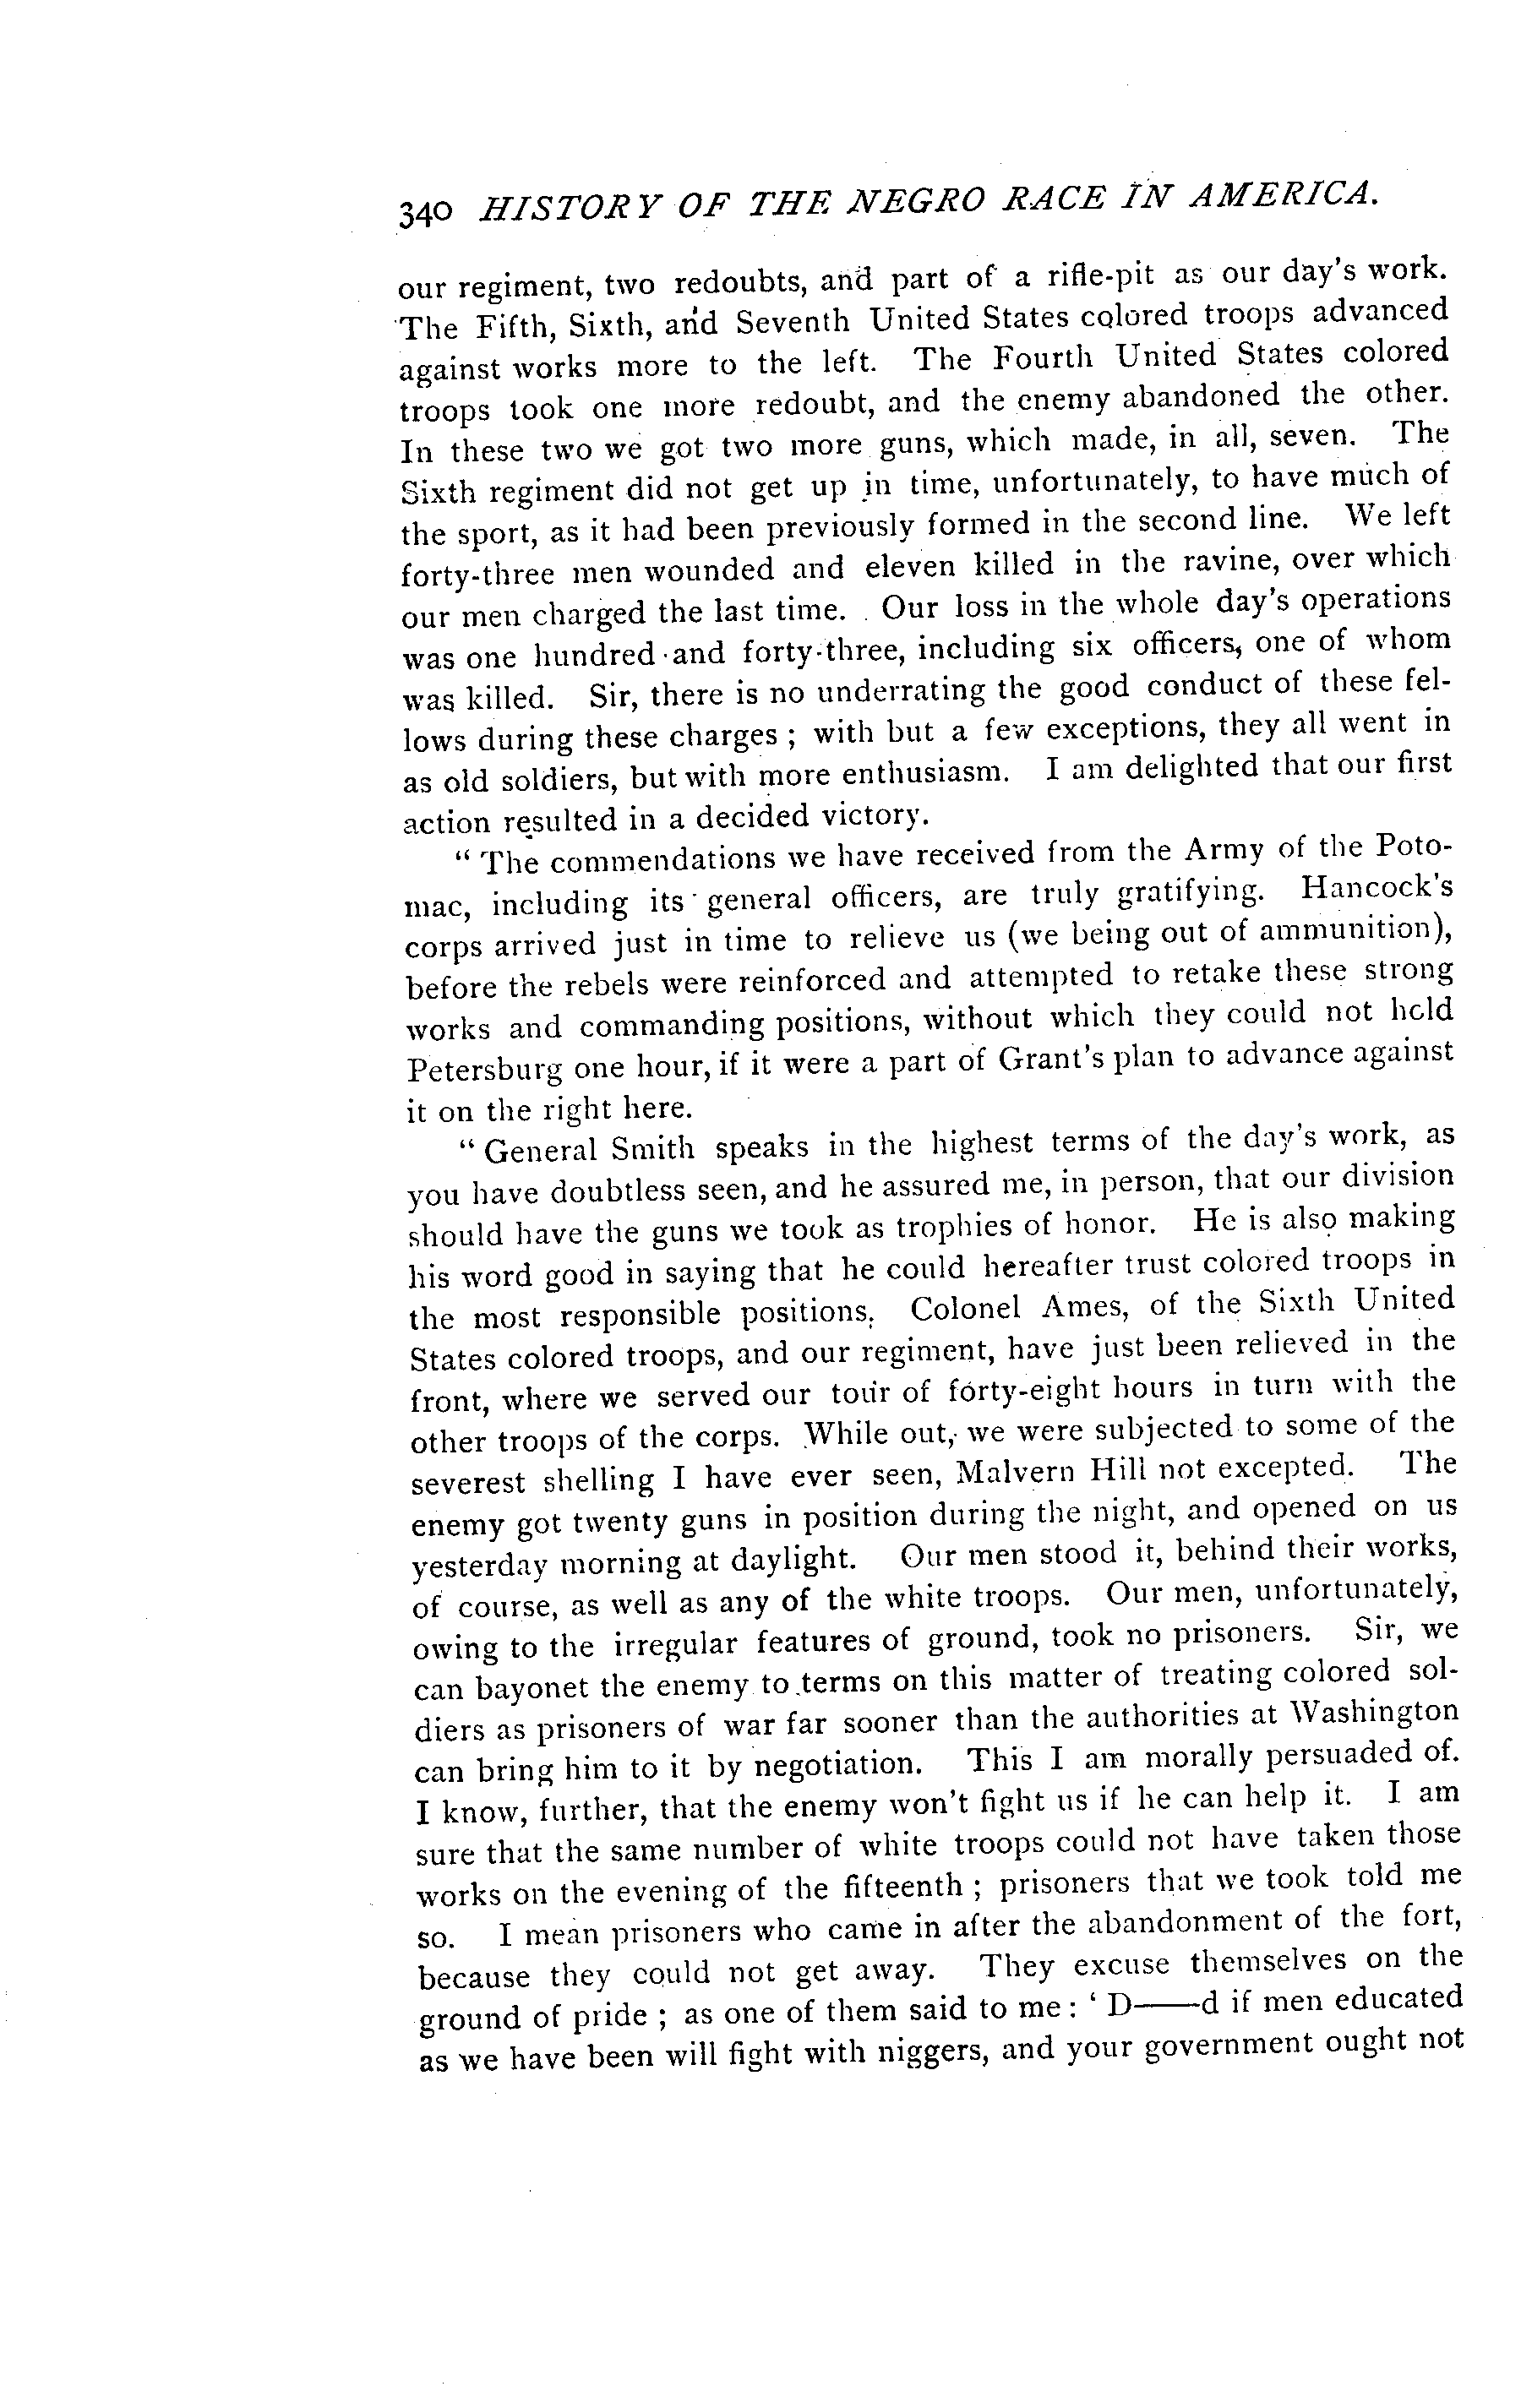 340 HISTORY OF THE NEGRO RACE IN AMERICA.
our regiment, two redoubts, and part of a rifle-pit as our day's work.
The Fifth, Sixth, and Seventh United States colored troops advanced
against works more to the left. The Fourth United States colored
troops took one more redoubt, and the enemy abandoned the other.
In these two we got two more guns, which made, in all, seven. The
Sixth regiment did not get up in time, unfortunately, to have much of
the sport, as it had been previously formed in the second line. We left
forty-three men wounded and eleven killed in the ravine, over which
our men charged the last time. Our loss in the whole day's operations
was one hundred and forty-three, including six officers, one of whom
was killed. Sir, there is no underrating the good conduct of these fel-
lows during these charges ; with but a few exceptions, they all went in
as old soldiers, but with more enthusiasm. I am delighted that our first
action resulted in a decided victory.
“ The commendations we have received from the Army of the Poto-
mac, including its general officers, are truly gratifying. Hancock's
corps arrived just in time to relieve us (we being out of ammunition),
before the rebels were reinforced and attempted to retake these strong
works and commanding positions, without which they could not hold
Petersburg one hour, if it were a part of Grant's plan to advance against
it on the right here.
“ General Smith speaks in the highest terms of the day's work, as
you have doubtless seen, and he assured me, in person, that our division
should have the guns we took as trophies of honor. He is also making
his word good in saying that he could hereafter trust colored troops in
the most responsible positions. Colonel Ames, of the Sixth United
States colored troops, and our regiment, have just been relieved in the
front, where we served our tour of forty-eight hours in turn with the
other troops of the corps. While out, we were subjected to some of the
severest shelling I have ever seen, Malvern Hill not excepted. The
enemy got twenty guns in position during the night, and opened on us
yesterday morning at daylight. Our men stood it, behind their works,
of course, as well as any of the white troops. Our men, unfortunately,
owing to the irregular features of ground, took no prisoners. Sir, we
can bayonet the enemy to terms on this matter of treating colored sol-
diers as prisoners of war far sooner than the authorities at Washington
can bring him to it by negotiation. This I am morally persuaded of.
I know, further, that the enemy won't fight us if he can help it. I am
sure that the same number of white troops could not have taken those
works on the evening of the fifteenth ; prisoners that we took told me
so. I mean prisoners who came in after the abandonment of the fort,
because they could not get away. They excuse themselves on the
ground of pride ; as one of them said to me : ‘ D——d if men educated
as we have been will fight with niggers, and your government ought not